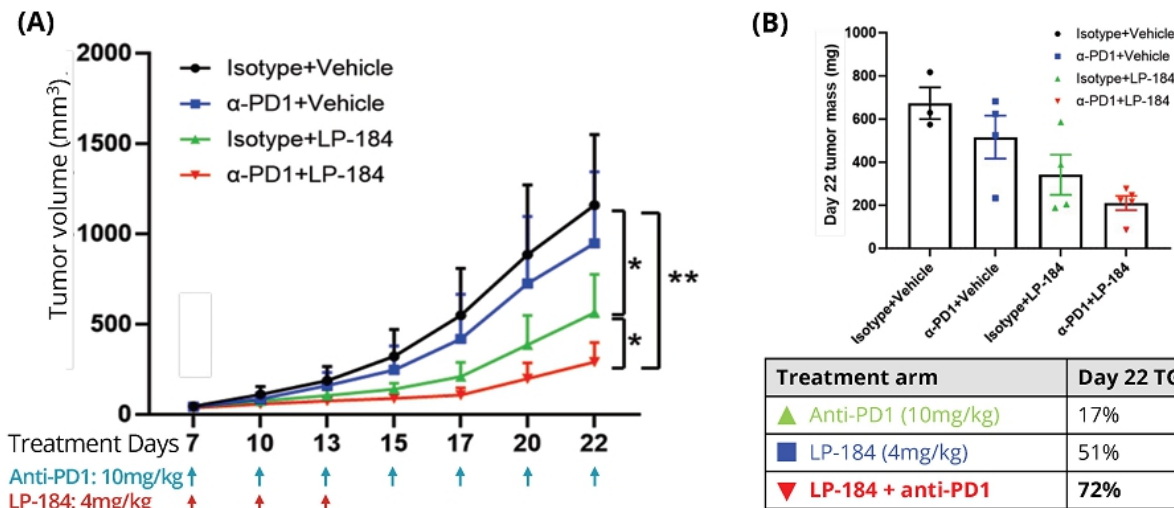 (A)
Tumor volume (mm³)
2000
1500
1000
500
0
Isotype+Vehicle
α-PD1+Vehicle
Isotype+LP-184
α-PD1+LP-184
*
*
**
Treatment Days 7 10 13 15 17 20 22
Anti-PD1: 10mg/kg
LP-184: 4mg/kg
(B)
Day 22 tumor mass (mg)
1000
800
600
400
200
0
Isotype+Vehicle
α-PD1+Vehicle
Isotype+LP-184
α-PD1+LP-184
Isotype+Vehicle
α-PD1+Vehicle
Isotype+LP-184
α-PD1+LP-184
Treatment arm Day 22 TG
Anti-PD1 (10mg/kg) 17%
LP-184 (4mg/kg) 51%
LP-184 + anti-PD1 72%